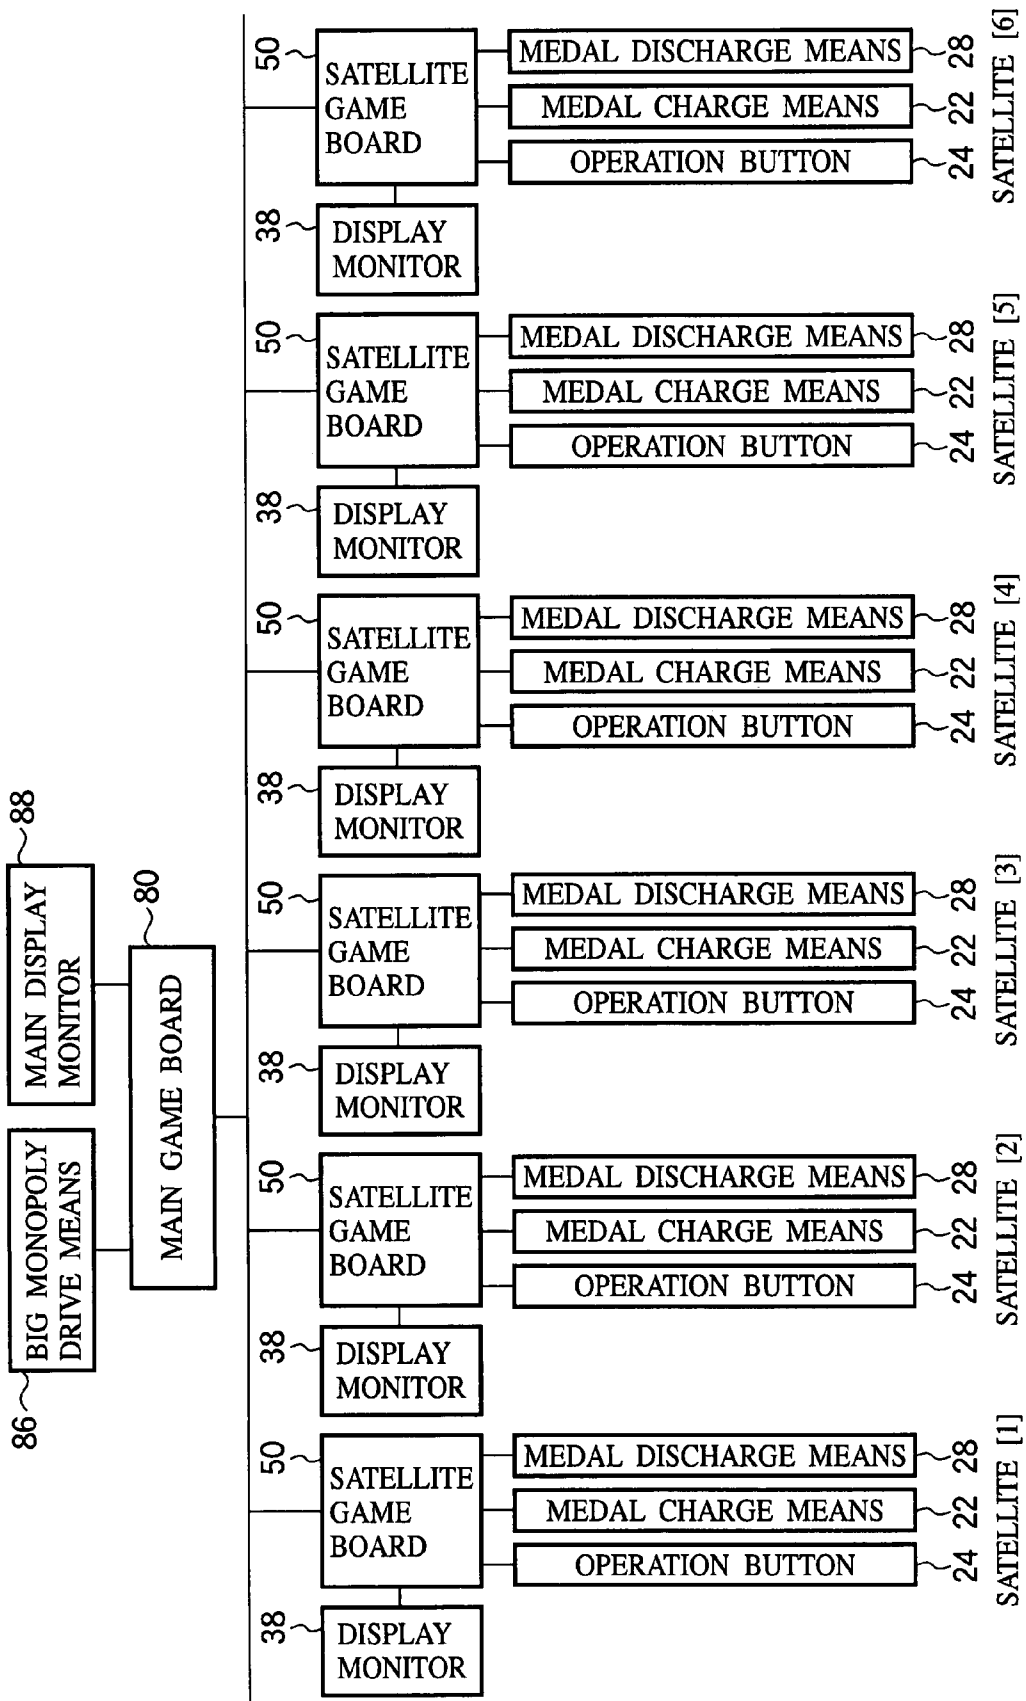 86
BIG MONOPOLY
DRIVE MEANS
MAIN DISPLAY
MONITOR
88
MAIN GAME BOARD
80
38
DISPLAY
MONITOR
50
SATELLITE
GAME
BOARD
OPERATION BUTTON
24
MEDAL CHARGE MEANS
22
MEDAL DISCHARGE MEANS
28
SATELLITE [1]
38
DISPLAY
MONITOR
50
SATELLITE
GAME
BOARD
OPERATION BUTTON
24
MEDAL CHARGE MEANS
22
MEDAL DISCHARGE MEANS
28
SATELLITE [2]
38
DISPLAY
MONITOR
50
SATELLITE
GAME
BOARD
OPERATION BUTTON
24
MEDAL CHARGE MEANS
22
MEDAL DISCHARGE MEANS
28
SATELLITE [3]
38
DISPLAY
MONITOR
50
SATELLITE
GAME
BOARD
OPERATION BUTTON
24
MEDAL CHARGE MEANS
22
MEDAL DISCHARGE MEANS
28
SATELLITE [4]
38
DISPLAY
MONITOR
50
SATELLITE
GAME
BOARD
OPERATION BUTTON
24
MEDAL CHARGE MEANS
22
MEDAL DISCHARGE MEANS
28
SATELLITE [5]
38
DISPLAY
MONITOR
50
SATELLITE
GAME
BOARD
OPERATION BUTTON
24
MEDAL CHARGE MEANS
22
MEDAL DISCHARGE MEANS
28
SATELLITE [6]